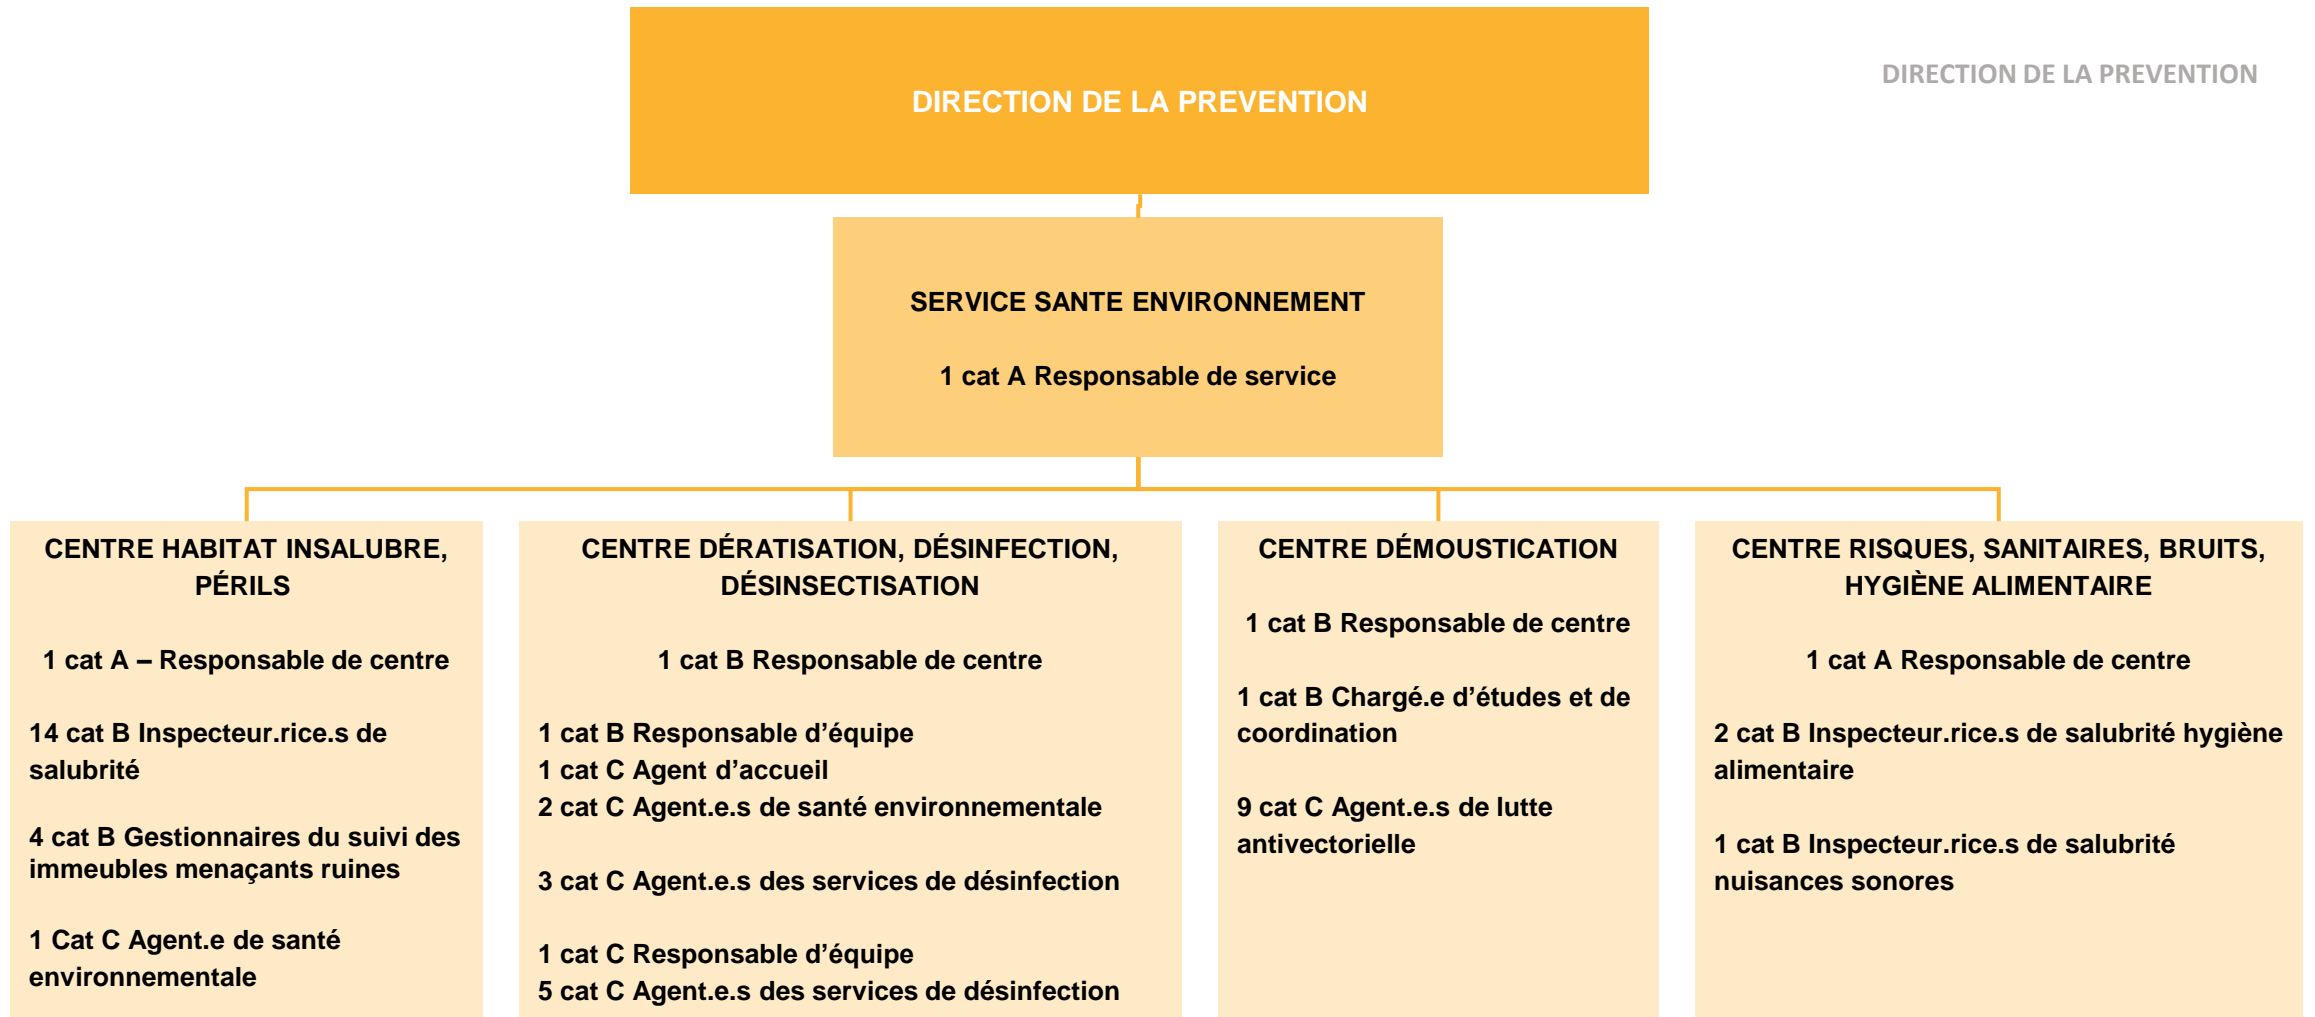 DIRECTION DE LA PREVENTION
DIRECTION DE LA PREVENTION
SERVICE SANTE ENVIRONNEMENT
1 cat A Responsable de service
CENTRE HABITAT INSALUBRE,
PÉRILS
1 cat A – Responsable de centre
14 cat B Inspecteur.rice.s de
salubrité
4 cat B Gestionnaires du suivi des
immeubles menaçants ruines
1 Cat C Agent.e de santé
environnementale
CENTRE DÉRATISATION, DÉSINFECTION,
DÉSINSECTISATION
1 cat B Responsable de centre
1 cat B Responsable d’équipe
1 cat C Agent d’accueil
2 cat C Agent.e.s de santé environnementale
3 cat C Agent.e.s des services de désinfection
1 cat C Responsable d’équipe
5 cat C Agent.e.s des services de désinfection
CENTRE DÉMOUSTICATION
1 cat B Responsable de centre
1 cat B Chargé.e d’études et de
coordination
9 cat C Agent.e.s de lutte
antivectorielle
CENTRE RISQUES, SANITAIRES, BRUITS,
HYGIÈNE ALIMENTAIRE
1 cat A Responsable de centre
2 cat B Inspecteur.rice.s de salubrité hygiène
alimentaire
1 cat B Inspecteur.rice.s de salubrité
nuisances sonores